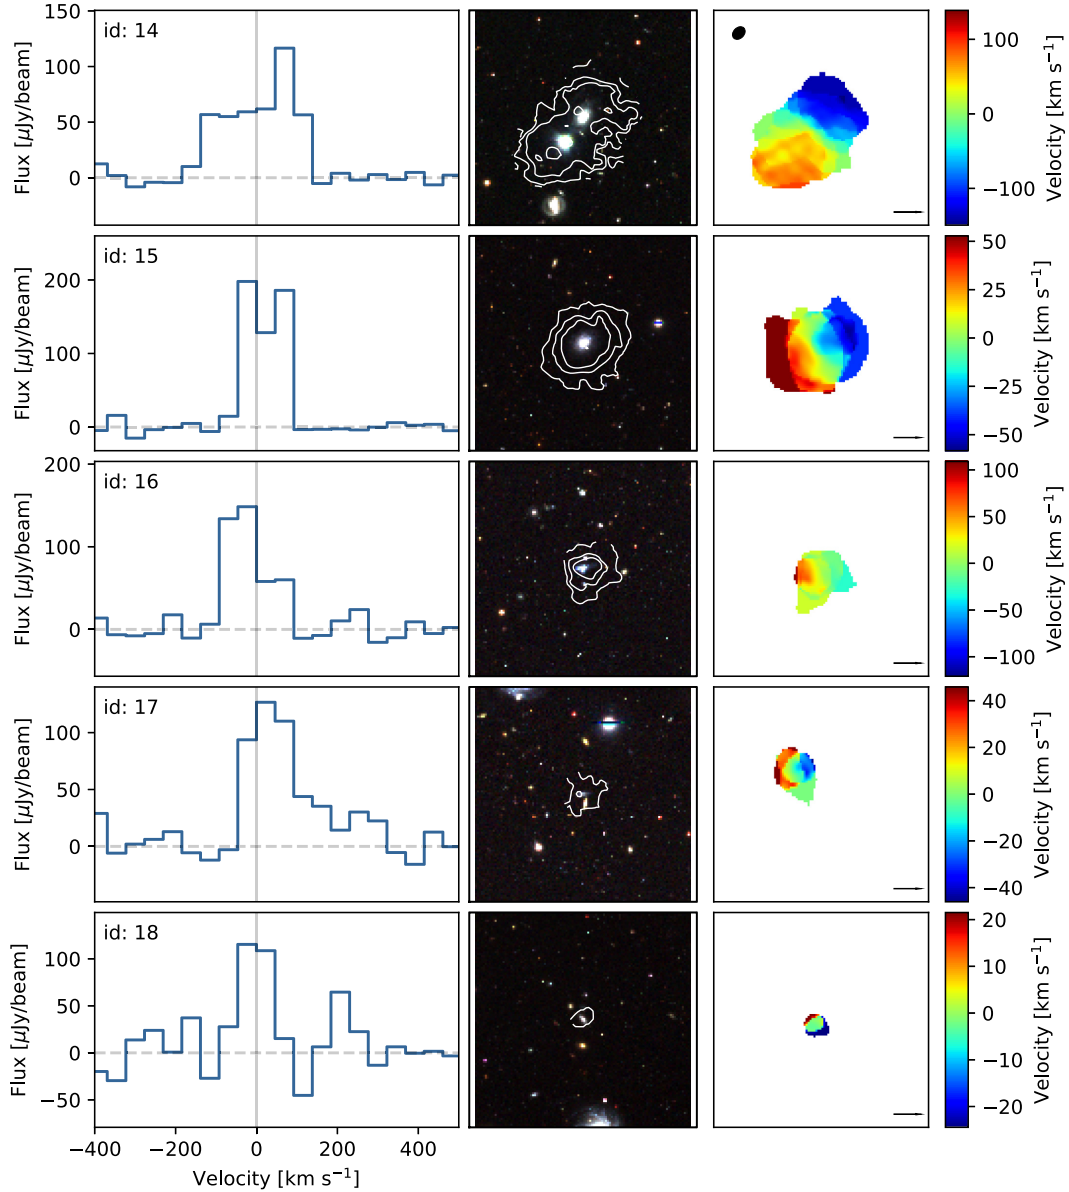 id: 14
150
100
50
0
Flux [μJy/beam]
100
0
−100
Velocity [km s⁻¹]
id: 15
200
100
0
Flux [μJy/beam]
50
25
0
−25
−50
Velocity [km s⁻¹]
id: 16
200
100
0
Flux [μJy/beam]
100
50
0
−50
−100
Velocity [km s⁻¹]
id: 17
100
50
0
Flux [μJy/beam]
40
20
0
−20
−40
Velocity [km s⁻¹]
id: 18
100
50
0
−50
Flux [μJy/beam]
20
10
0
−10
−20
Velocity [km s⁻¹]
−400 −200 0 200 400
Velocity [km s⁻¹]